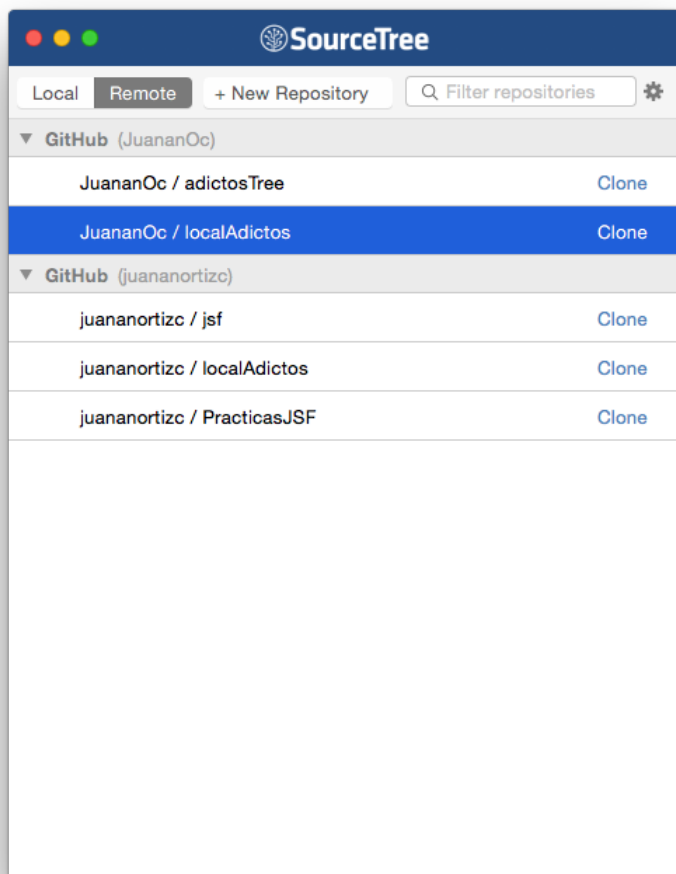 SourceTree
Local Remote + New Repository Filter repositories
GitHub (JuananOc)
JuananOc / adictosTree Clone
JuananOc / localAdictos Clone
GitHub (juananortizc)
juananortizc / jsf Clone
juananortizc / localAdictos Clone
juananortizc / PracticasJSF Clone